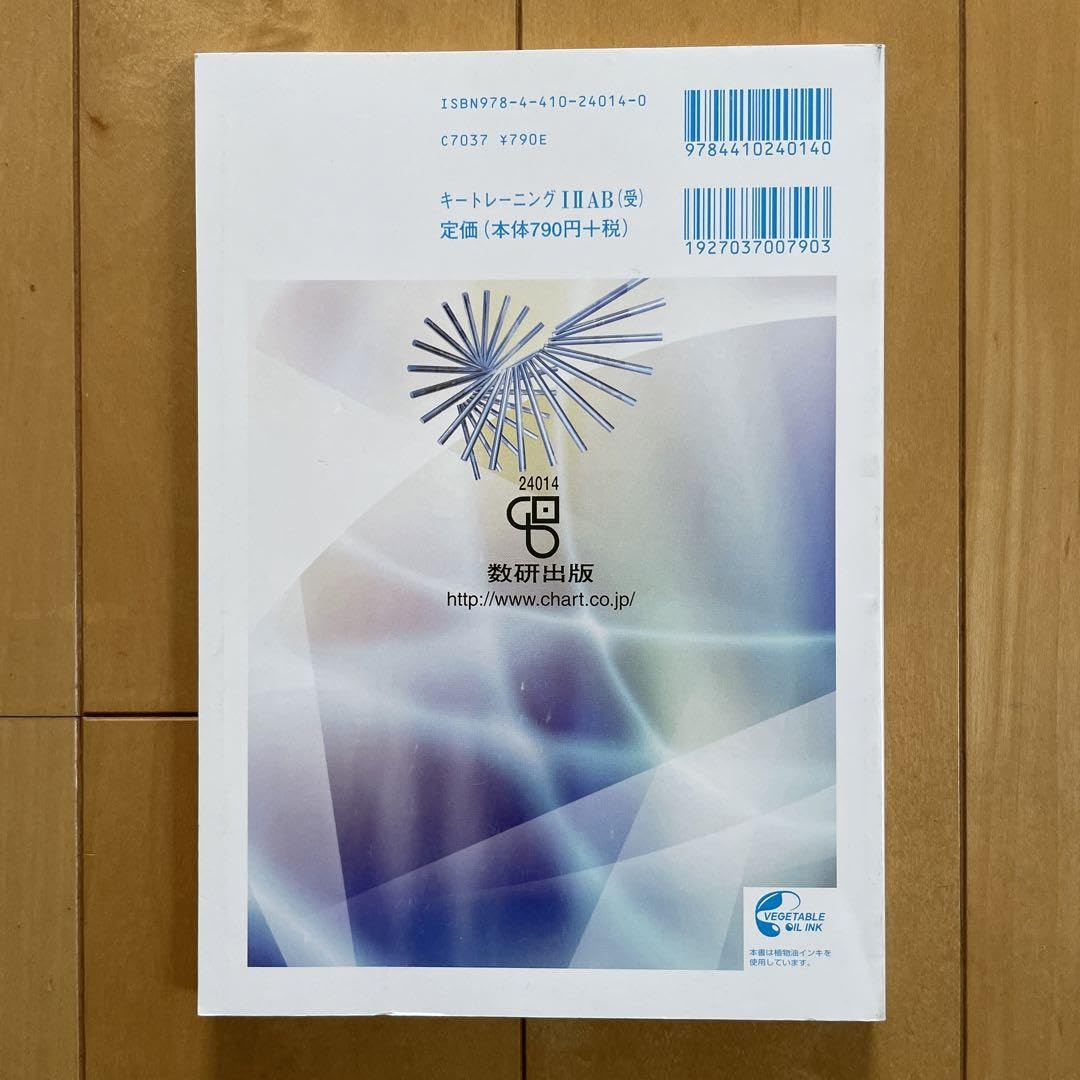 ISBN978-4-410-24014-0
C7037 ¥790E
9784410240140
キートレーニングⅠⅡAB(受)
定価(本体790円+税)
1927037007903
24014
数研出版
http://www.chart.co.jp/
VEGETABLE
OIL INK
本書は植物油インキを
使用しています。